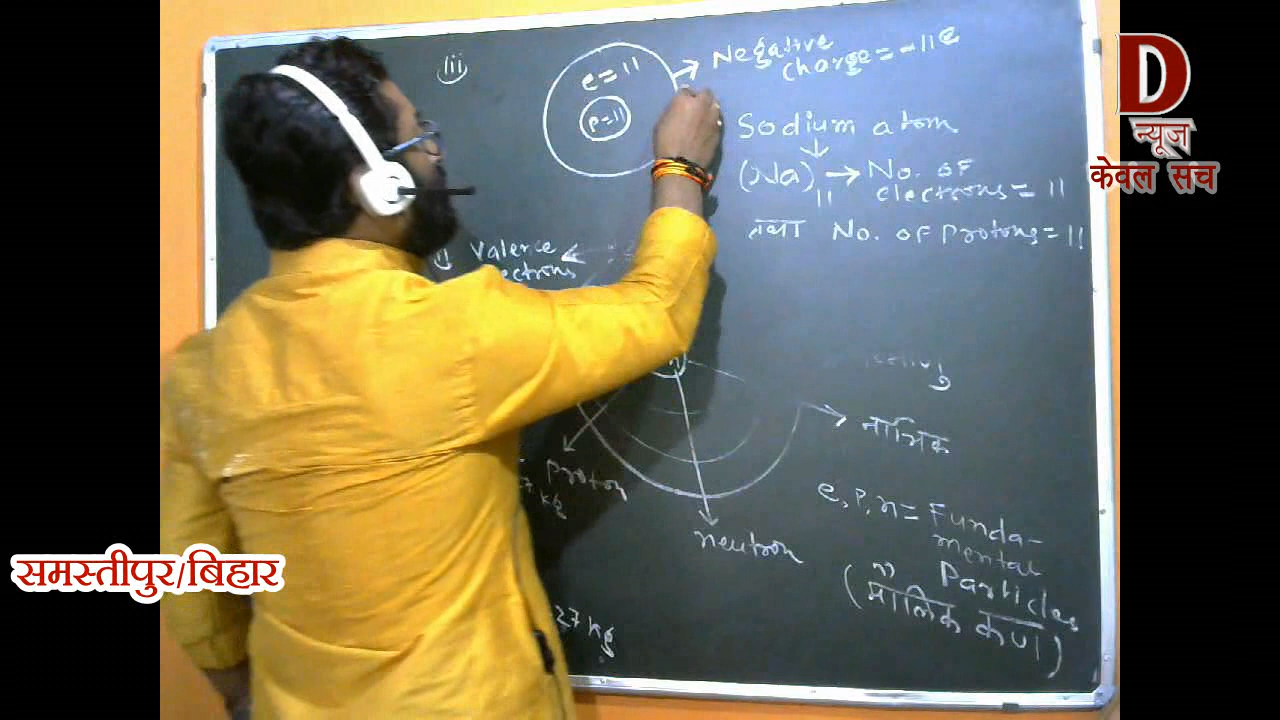 (iii)
e = 11
p = 11
Negative
charge = -11e
Sodium atom
(Na)11 → No. of
electrons = 11
तथा No. of Protons = 11
Valence
नाभिक
Proton
kg
neutron
e, p, n = Funda-
mental
Particles
(मौलिक कण)
27 kg
D
न्यूज
केवल सच
समस्तीपुर/बिहार